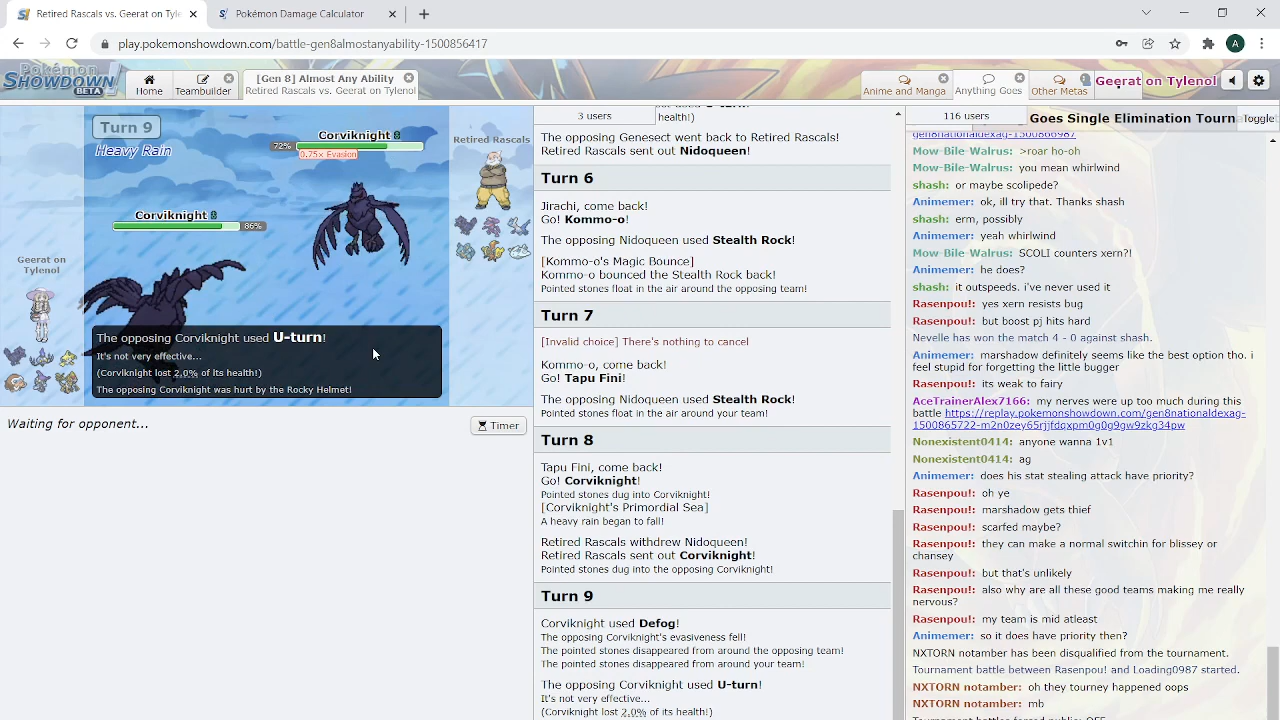 Retired Rascals vs. Geerat on Tyle
Pokémon Damage Calculator
play.pokemonshowdown.com/battle-gen8almostanyability-1500856417
A
Pokémon
SHOWDOWN!
BETA
Home
Teambuilder
[Gen 8] Almost Any Ability
Retired Rascals vs. Geerat on Tylenol
Anime and Manga
Anything Goes
Other Metas
1
Geerat on Tylenol
Turn 9
Heavy Rain
Corviknight
72%
0.75× Evasion
Retired Rascals
Corviknight
86%
Geerat on
Tylenol
The opposing Corviknight used U-turn!
It's not very effective...
(Corviknight lost 2.0% of its health!)
The opposing Corviknight was hurt by the Rocky Helmet!
Waiting for opponent...
Timer
3 users
health!)
The opposing Genesect went back to Retired Rascals!
Retired Rascals sent out Nidoqueen!
Turn 6
Jirachi, come back!
Go! Kommo-o!
The opposing Nidoqueen used Stealth Rock!
[Kommo-o's Magic Bounce]
Kommo-o bounced the Stealth Rock back!
Pointed stones float in the air around the opposing team!
Turn 7
[Invalid choice] There's nothing to cancel
Kommo-o, come back!
Go! Tapu Fini!
The opposing Nidoqueen used Stealth Rock!
Pointed stones float in the air around your team!
Turn 8
Tapu Fini, come back!
Go! Corviknight!
Pointed stones dug into Corviknight!
[Corviknight's Primordial Sea]
A heavy rain began to fall!
Retired Rascals withdrew Nidoqueen!
Retired Rascals sent out Corviknight!
Pointed stones dug into the opposing Corviknight!
Turn 9
Corviknight used Defog!
The opposing Corviknight's evasiveness fell!
The pointed stones disappeared from around the opposing team!
The pointed stones disappeared from around your team!
The opposing Corviknight used U-turn!
It's not very effective...
(Corviknight lost 2.0% of its health!)
116 users
Goes Single Elimination Tourn
Toggle
gen8nationaldexag-1500866987
Mow-Bile-Walrus: >roar ho-oh
Mow-Bile-Walrus: you mean whirlwind
shash: or maybe scolipede?
Animemer: ok, ill try that. Thanks shash
shash: erm, possibly
Animemer: yeah whirlwind
Mow-Bile-Walrus: SCOLI counters xern?!
Animemer: he does?
shash: it outspeeds. i've never used it
Rasenpou!: yes xern resists bug
Rasenpou!: but boost pj hits hard
Nevelle has won the match 4 - 0 against shash.
Animemer: marshadow definitely seems like the best option tho. i
feel stupid for forgetting the little bugger
Rasenpou!: its weak to fairy
AceTrainerAlex7166: my nerves were up too much during this
battle https://replay.pokemonshowdown.com/gen8nationaldexag-
1500865722-m2n0zey65rjjfdqxpm0g0g9gw9zkg34pw
Nonexistent0414: anyone wanna 1v1
Nonexistent0414: ag
Animemer: does his stat stealing attack have priority?
Rasenpou!: oh ye
Rasenpou!: marshadow gets thief
Rasenpou!: scarfed maybe?
Rasenpou!: they can make a normal switchin for blissey or
chansey
Rasenpou!: but that's unlikely
Rasenpou!: also why are all these good teams making me really
nervous?
Rasenpou!: my team is mid atleast
Animemer: so it does have priority then?
NXTORN notamber has been disqualified from the tournament.
Tournament battle between Rasenpou! and Loading0987 started.
NXTORN notamber: oh they tourney happened oops
NXTORN notamber: mb
Tournament battles forced public: OFF